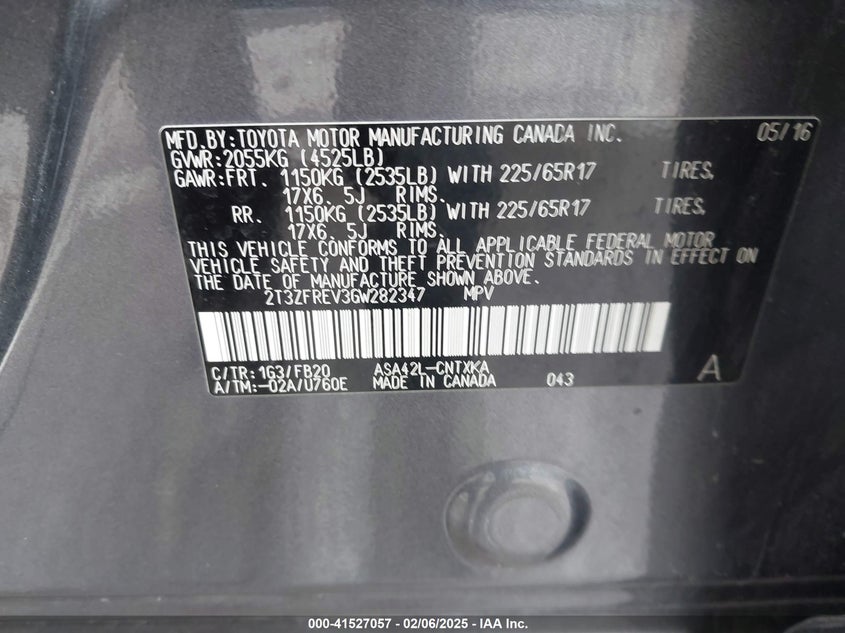 MFD.BY:TOYOTA MOTOR MANUFACTURING CANADA INC. 05/16
GVWR:2055KG (4525LB)
GAWR:FRT. 1150KG (2535LB) WITH 225/65R17 TIRES,
17X6. 5J RIMS.
RR. 1150KG (2535LB) WITH 225/65R17 TIRES,
17X6. 5J RIMS.
THIS VEHICLE CONFORMS TO ALL APPLICABLE FEDERAL MOTOR
VEHICLE SAFETY AND THEFT PREVENTION STANDARDS IN EFFECT ON
THE DATE OF MANUFACTURE SHOWN ABOVE.
2T3ZFREV3GW282347 MPV
C/TR:1G3/FB20 ASA42L-CNTXKA A
A/TM:-02A/U760E MADE IN CANADA 043
000-41527057 - 02/06/2025 - IAA Inc.